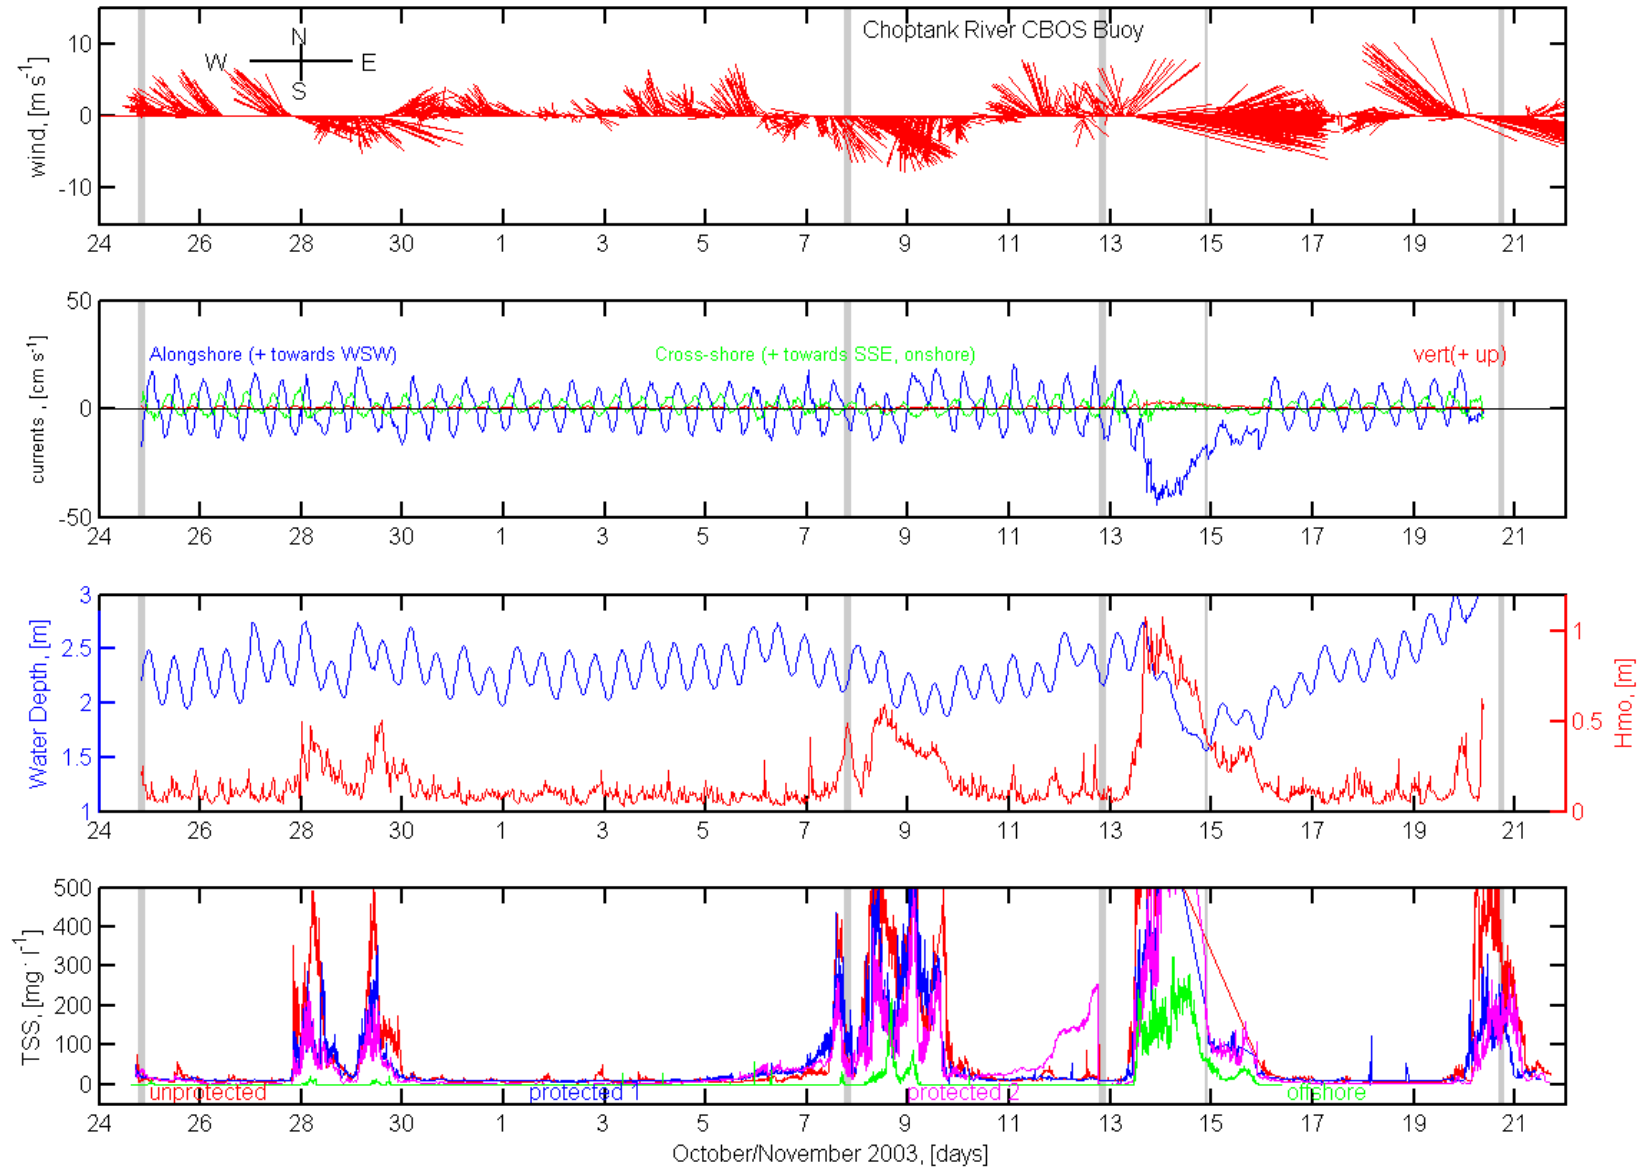 Choptank River CBOS Buoy
N
W E
S
wind, [m s⁻¹]
10
0
-10
24 26 28 30 1 3 5 7 9 11 13 15 17 19 21
currents, [cm s⁻¹]
50
0
-50
Alongshore (+ towards WSW)
Cross-shore (+ towards SSE, onshore)
vert(+ up)
24 26 28 30 1 3 5 7 9 11 13 15 17 19 21
Water Depth, [m]
3
2.5
2
1.5
1
Hmo, [m]
1
0.5
0
24 26 28 30 1 3 5 7 9 11 13 15 17 19 21
TSS, [mg · l⁻¹]
500
400
300
200
100
0
unprotected
protected 1
protected 2
offshore
24 26 28 30 1 3 5 7 9 11 13 15 17 19 21
October/November 2003, [days]